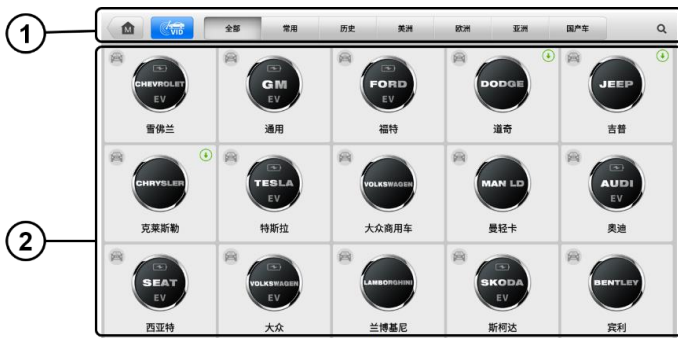 1
M
VID
全部
常用
历史
美洲
欧洲
亚洲
国产车
2
CHEVROLET
EV
雪佛兰
GM
EV
通用
FORD
EV
福特
DODGE
道奇
JEEP
吉普
CHRYSLER
克莱斯勒
TESLA
EV
特斯拉
VOLKSWAGEN
大众商用车
MAN LD
曼轻卡
AUDI
EV
奥迪
SEAT
EV
西亚特
VOLKSWAGEN
EV
大众
LAMBORGHINI
兰博基尼
SKODA
EV
斯柯达
BENTLEY
宾利